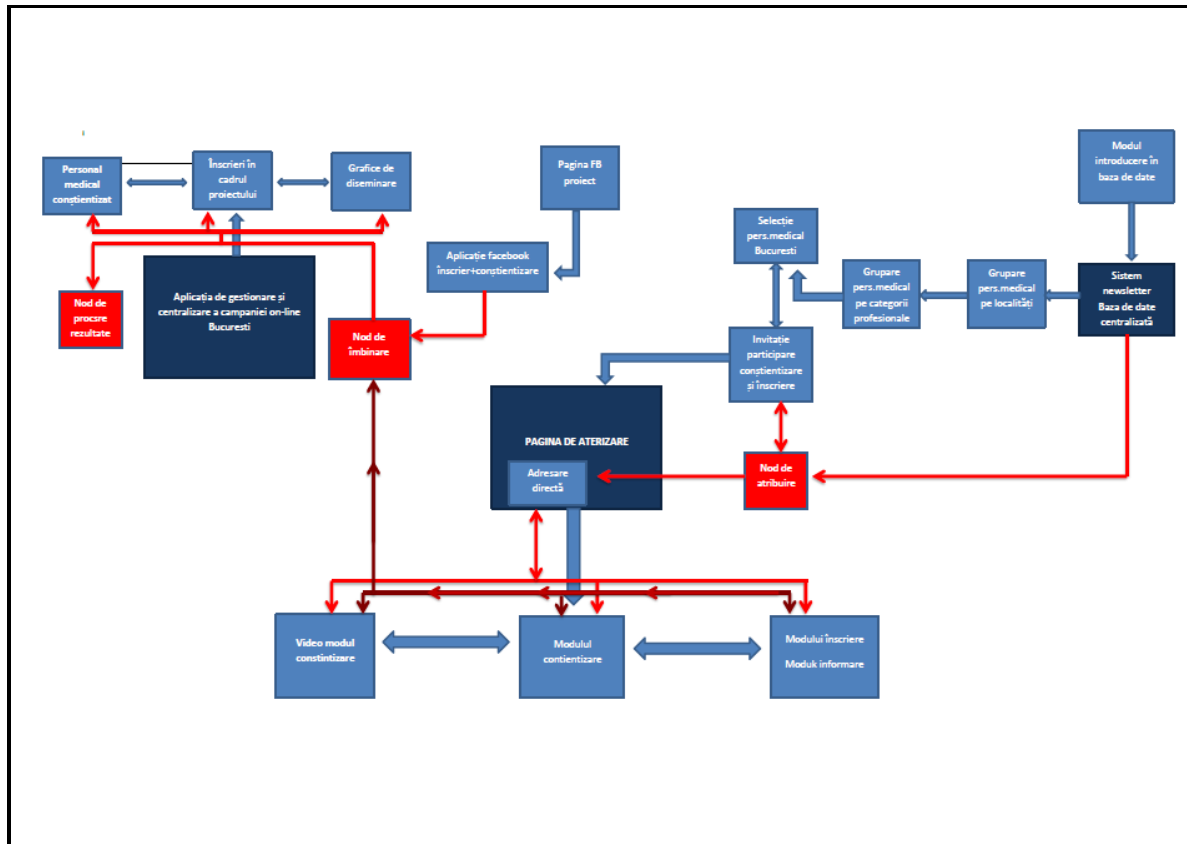 Personal
medical
conștientizat
Înscrieri în
cadrul
proiectului
Grafice de
diseminare
Pagina FB
proiect
Modul
introducere în
baza de date
Selecție
pers.medical
Bucuresti
Aplicație facebook
înscrier+conștientizare
Grupare
pers.medical
pe categorii
profesionale
Grupare
pers.medical
pe localități
Sistem
newsletter
Baza de date
centralizată
Nod de
procsre
rezultate
Aplicația de gestionare și
centralizare a campaniei on-line
Bucuresti
Nod de
îmbinare
Invitație
participare
conștientizare
și înscriere
PAGINA DE ATERIZARE
Adresare
directă
Nod de
atribuire
Video modul
constintizare
Modulul
contientizare
Modului înscriere
Moduk informare